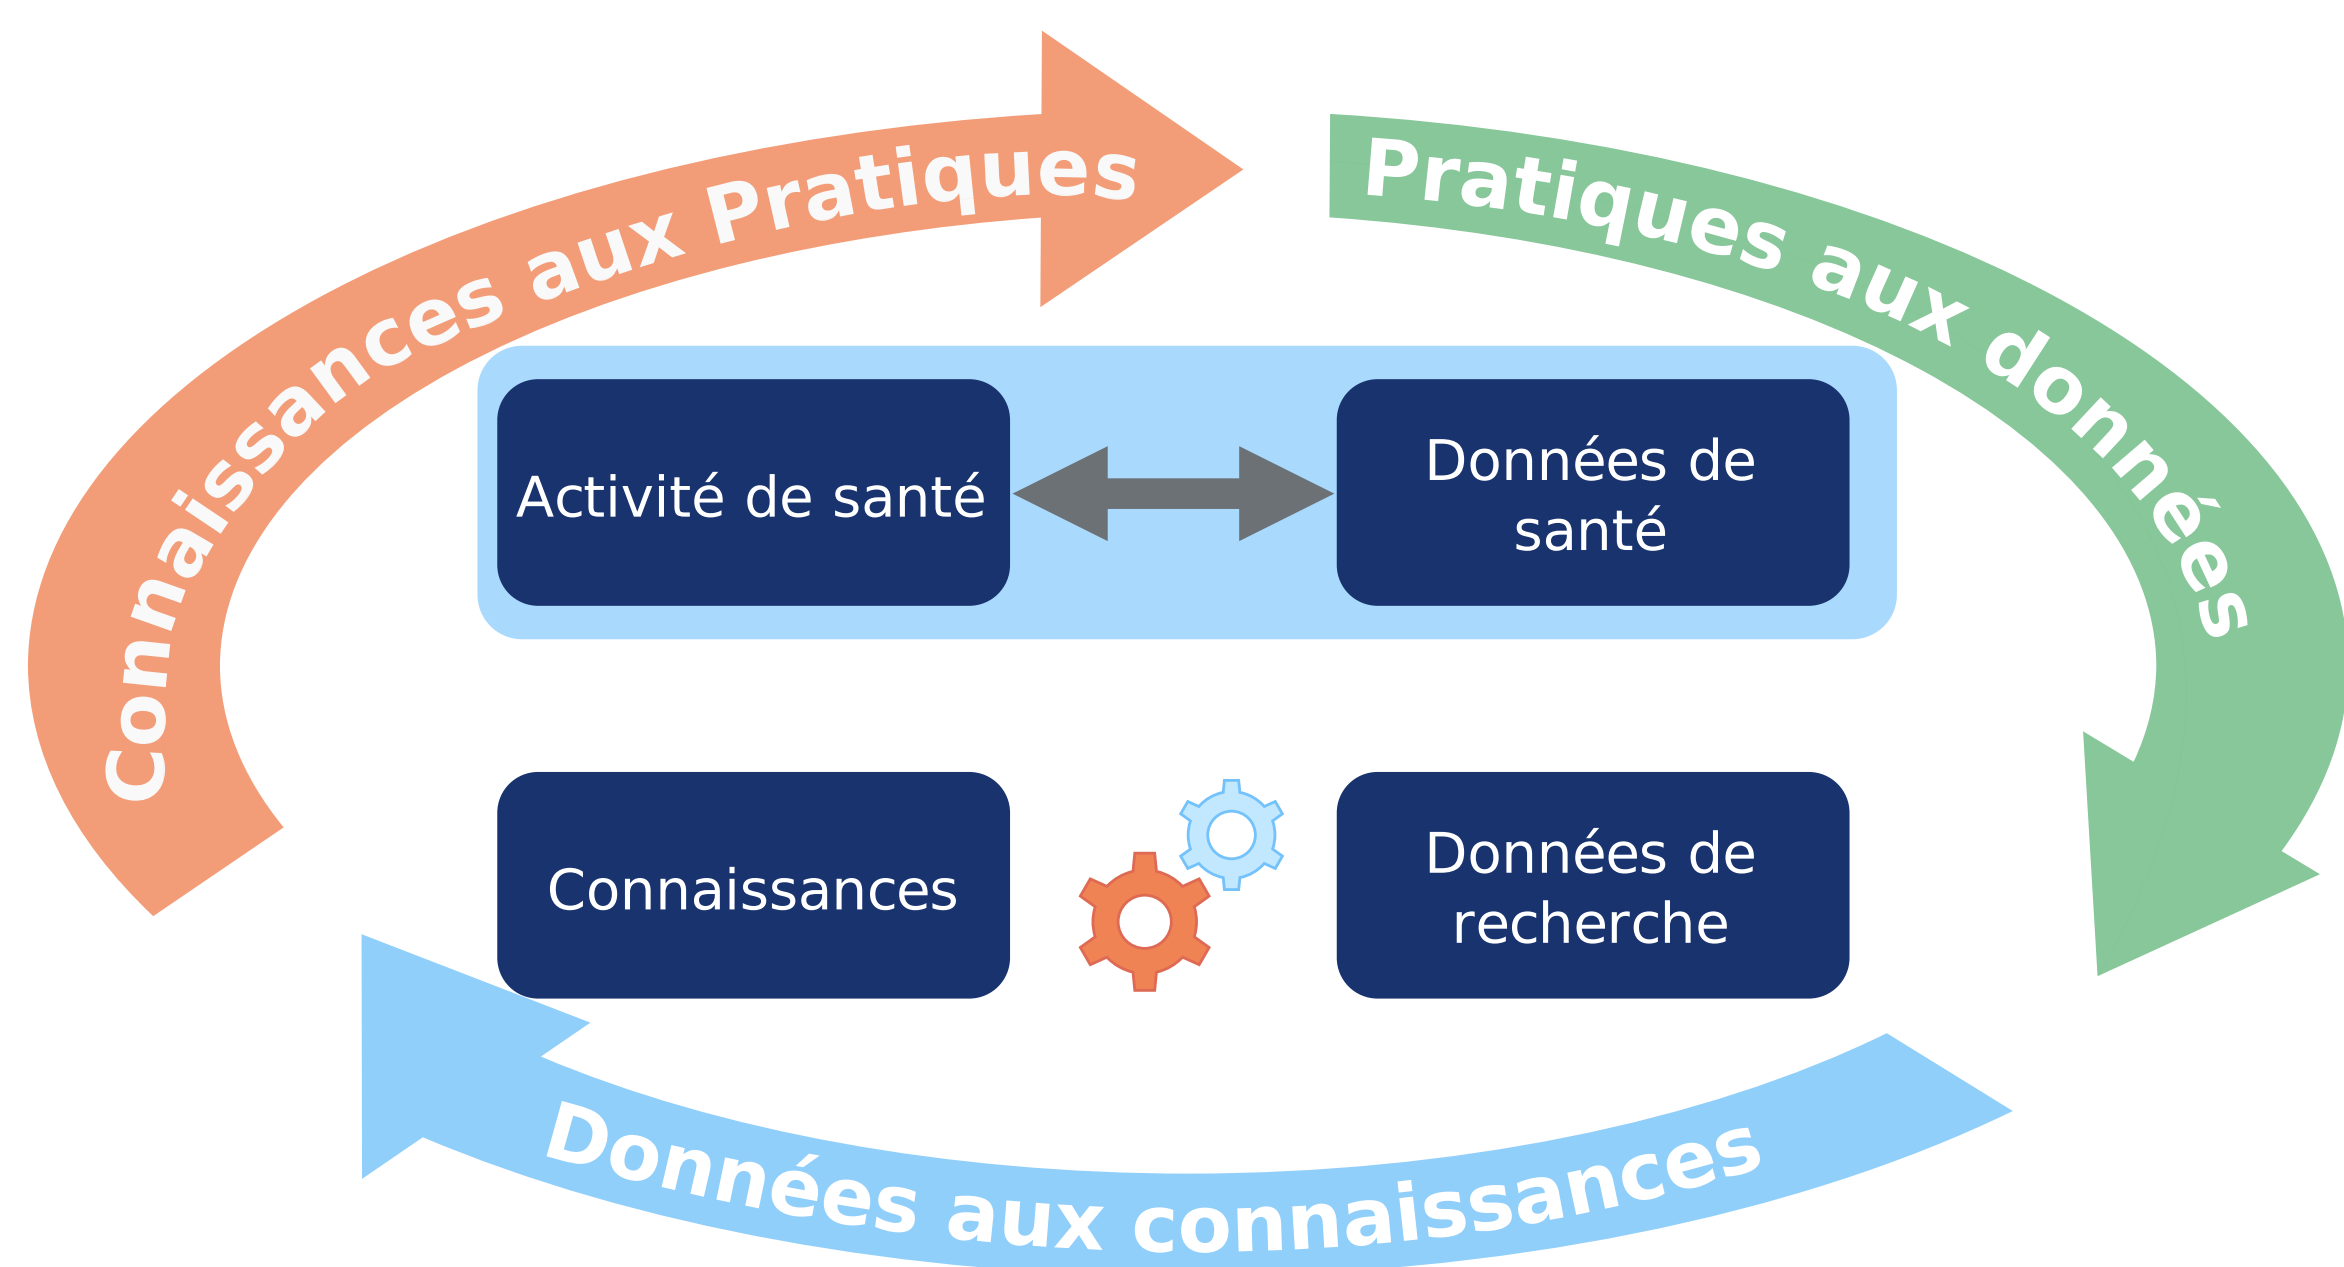 Connaissances aux Pratiques
Pratiques aux données
Activité de santé
Données de
santé
Connaissances
Données de
recherche
Données aux connaissances